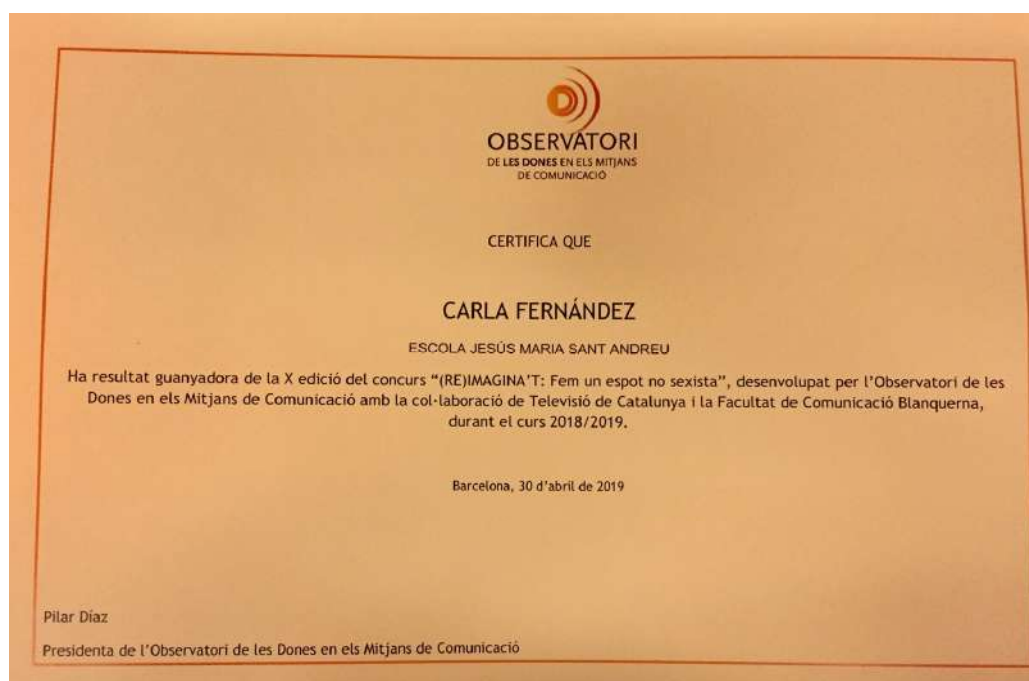 OBSERVATORI
DE LES DONES EN ELS MITJANS
DE COMUNICACIÓ
CERTIFICA QUE
CARLA FERNÁNDEZ
ESCOLA JESÚS MARIA SANT ANDREU
Ha resultat guanyadora de la X edició del concurs “(RE)IMAGINA’T: Fem un espot no sexista”, desenvolupat per l’Observatori de les
Dones en els Mitjans de Comunicació amb la col·laboració de Televisió de Catalunya i la Facultat de Comunicació Blanquerna,
durant el curs 2018/2019.
Barcelona, 30 d’abril de 2019
Pilar Díaz
Presidenta de l’Observatori de les Dones en els Mitjans de Comunicació